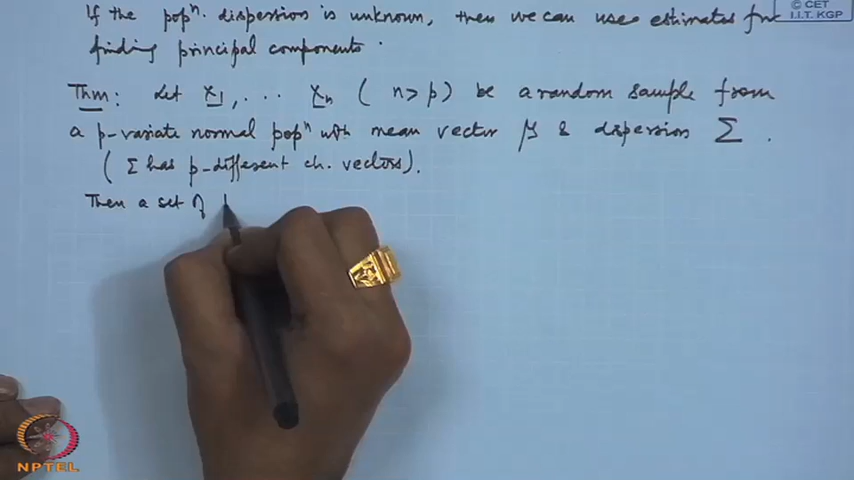 © CET
I.I.T. KGP
If the popⁿ. dispersion is unknown, then we can use estimates for
finding principal components.
Thm: Let x̲₁, ... x̲ₙ (n > p) be a random sample from
a p-variate normal popⁿ with mean vector μ̲ & dispersion Σ.
(Σ has p-different ch. vectors).
Then a set of
NPTEL